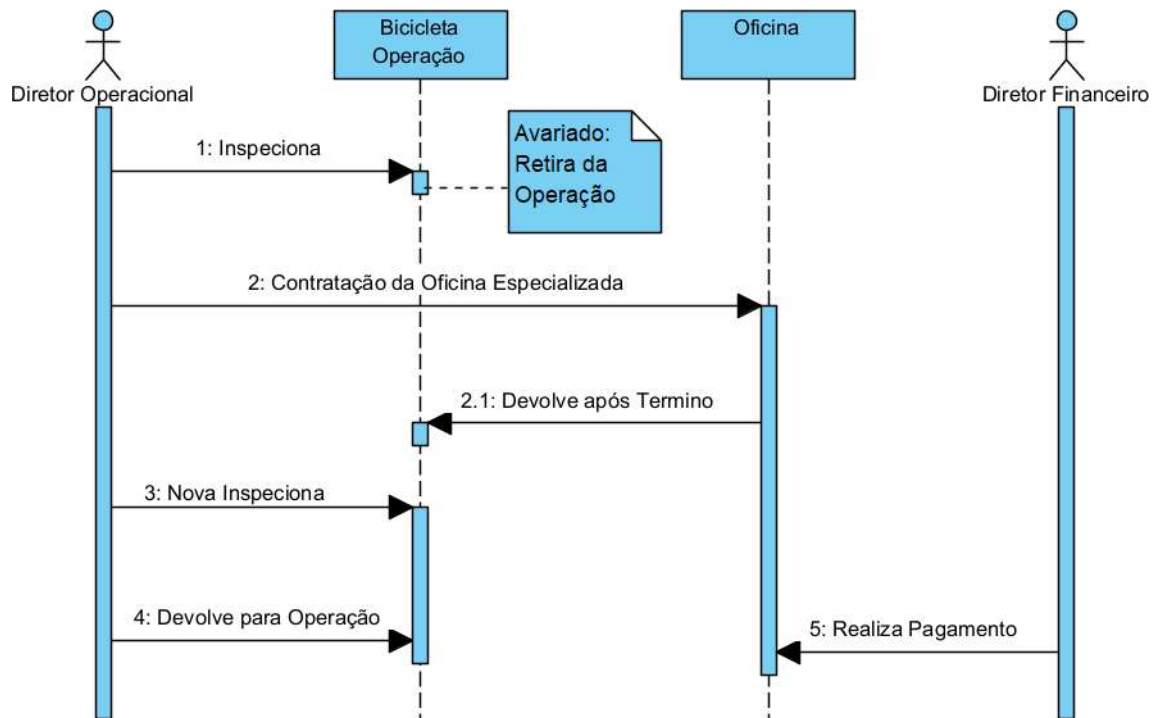 Bicicleta
Operação
Oficina
Diretor Operacional
Diretor Financeiro
Avariado:
Retira da
Operação
1: Inspeciona
2: Contratação da Oficina Especializada
2.1: Devolve após Termino
3: Nova Inspeciona
4: Devolve para Operação
5: Realiza Pagamento